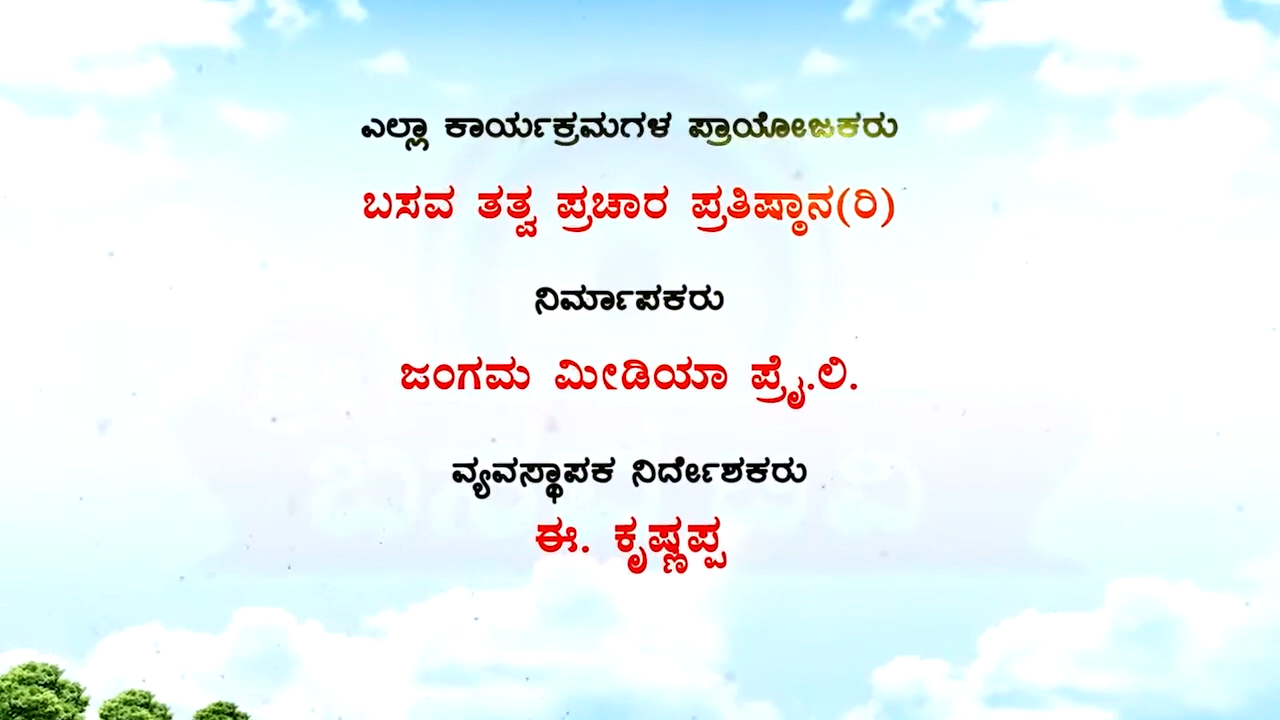 ಎಲ್ಲಾ ಕಾರ್ಯಕ್ರಮಗಳ ಪ್ರಾಯೋಜಕರು
ಬಸವ ತತ್ವ ಪ್ರಚಾರ ಪ್ರತಿಷ್ಠಾನ(ರಿ)
ನಿರ್ಮಾಪಕರು
ಜಂಗಮ ಮೀಡಿಯಾ ಪ್ರೈ.ಲಿ.
ವ್ಯವಸ್ಥಾಪಕ ನಿರ್ದೇಶಕರು
ಈ. ಕೃಷ್ಣಪ್ಪ